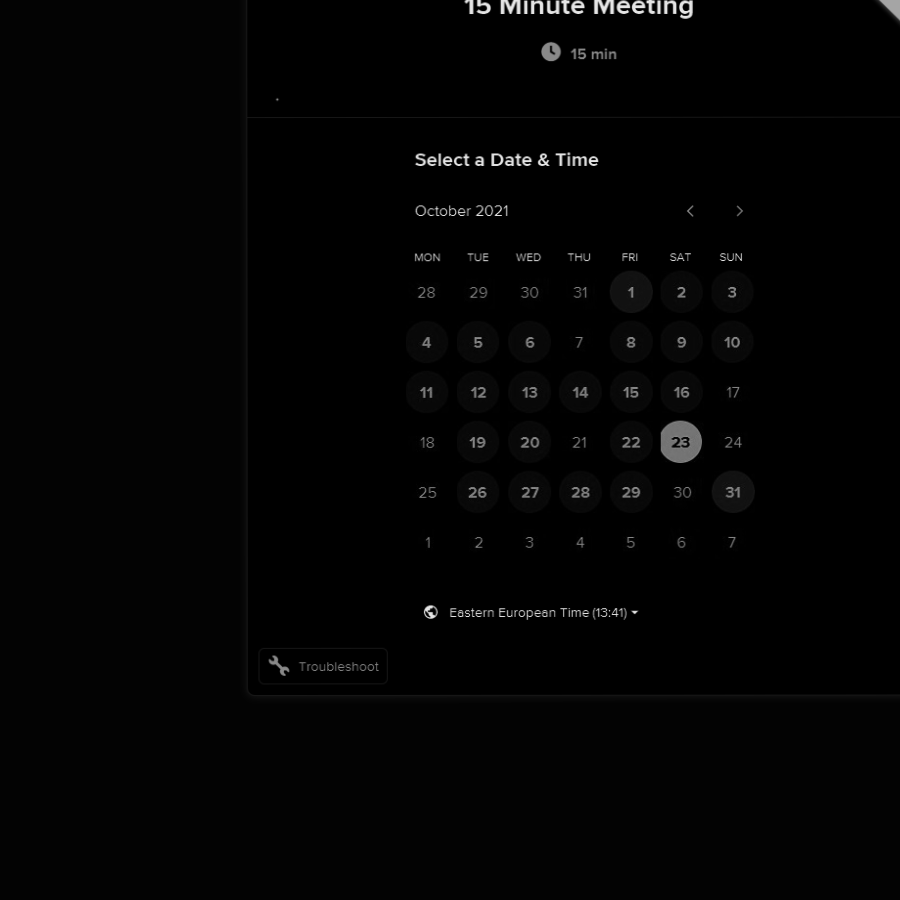 15 Minute Meeting
15 min
.
Select a Date & Time
October 2021
MON TUE WED THU FRI SAT SUN
28 29 30 31 1 2 3
4 5 6 7 8 9 10
11 12 13 14 15 16 17
18 19 20 21 22 23 24
25 26 27 28 29 30 31
1 2 3 4 5 6 7
Eastern European Time (13:41)
Troubleshoot